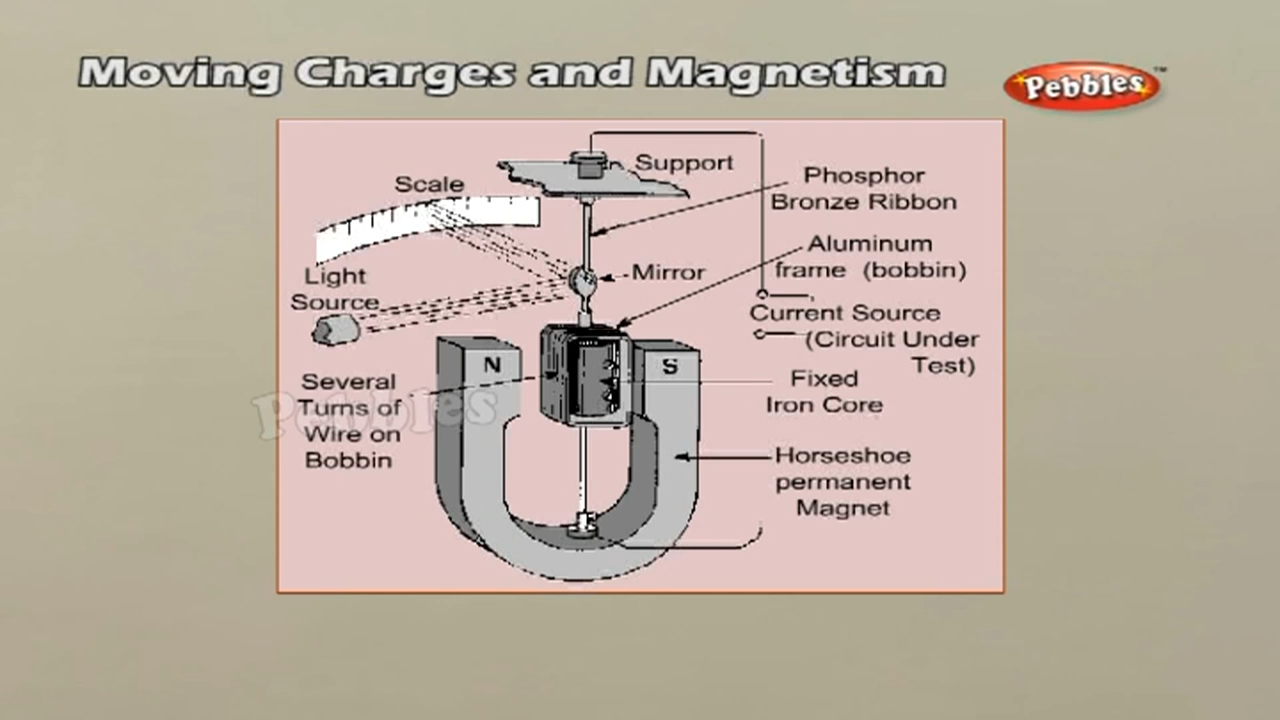 Moving Charges and Magnetism
Pebbles™
Support
Scale
Phosphor
Bronze Ribbon
Aluminum
frame (bobbin)
Mirror
Light
Source
Current Source
(Circuit Under
Test)
N
S
Fixed
Iron Core
Several
Turns of
Wire on
Bobbin
Pebbles
Horseshoe
permanent
Magnet